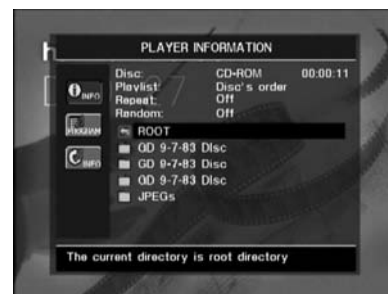 PLAYER INFORMATION
Disc: CD-ROM 00:00:11
Playlist: Disc's order
Repeat: Off
Random: Off
INFO
PROGRAM
INFO
ROOT
GD 9-7-83 Disc
GD 9-7-83 Disc
GD 9-7-83 Disc
JPEGs
The current directory is root directory